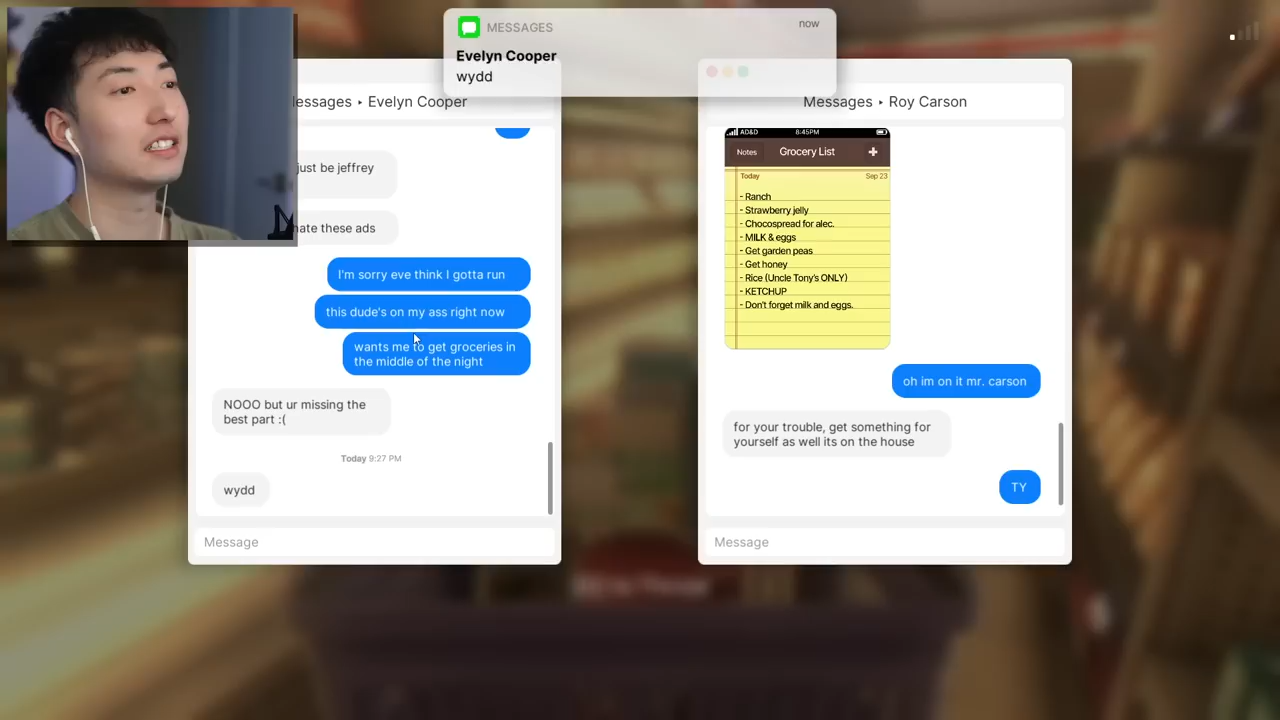 MESSAGES
now
Evelyn Cooper
wydd
essages ▸ Evelyn Cooper
just be jeffrey
hate these ads
I'm sorry eve think I gotta run
this dude's on my ass right now
wants me to get groceries in
the middle of the night
NOOO but ur missing the
best part :(
Today 9:27 PM
wydd
Message
Messages ▸ Roy Carson
AD&D 8:45PM
Notes Grocery List +
Today Sep 23
- Ranch
- Strawberry jelly
- Chocospread for alec.
- MILK & eggs
- Get garden peas
- Get honey
- Rice (Uncle Tony's ONLY)
- KETCHUP
- Don't forget milk and eggs.
oh im on it mr. carson
for your trouble, get something for
yourself as well its on the house
TY
Message